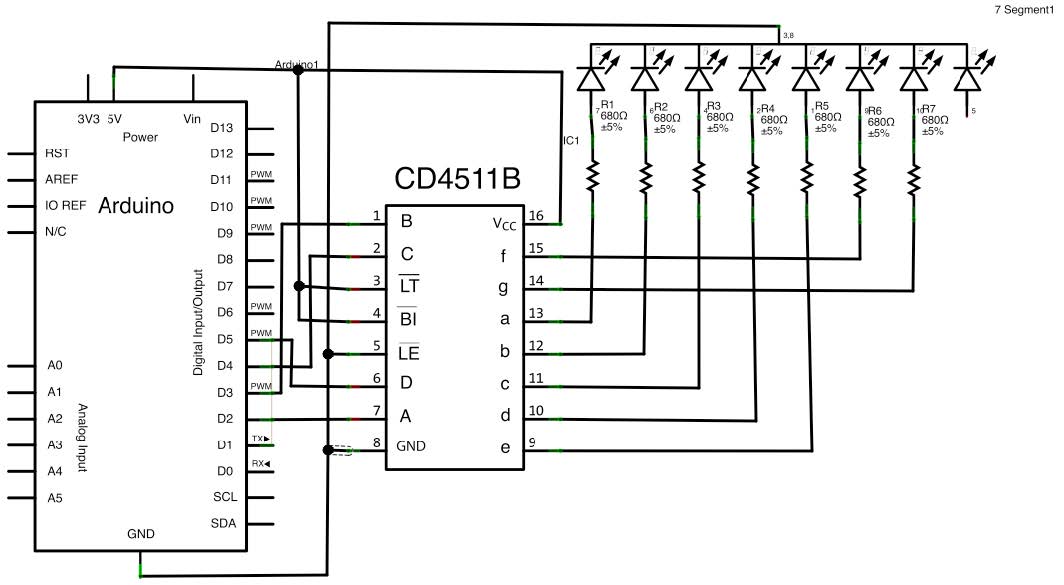 7 Segment1
3,8
Arduino1
3V3 5V Vin
Power
Arduino
RST
AREF
IO REF
N/C
A0
A1
A2
A3
A4
A5
Analog Input
Digital Input/Output
D13
D12
D11 PWM
D10 PWM
D9 PWM
D8
D7
D6 PWM
D5 PWM
D4
D3 PWM
D2
D1 TX▶
D0 RX◀
SCL
SDA
GND
IC1
CD4511B
1 B
2 C
3 LT
4 BI
5 LE
6 D
7 A
8 GND
VCC 16
f 15
g 14
a 13
b 12
c 11
d 10
e 9
7 R1
680Ω
±5%
6 R2
680Ω
±5%
4 R3
680Ω
±5%
2 R4
680Ω
±5%
1 R5
680Ω
±5%
9 R6
680Ω
±5%
10 R7
680Ω
±5%
5